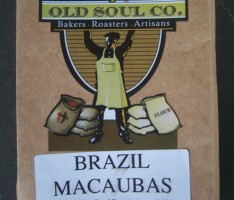 OLD SOUL CO.
Bakers · Roasters · Artisans
FLOUR
BRAZIL
MACAUBAS